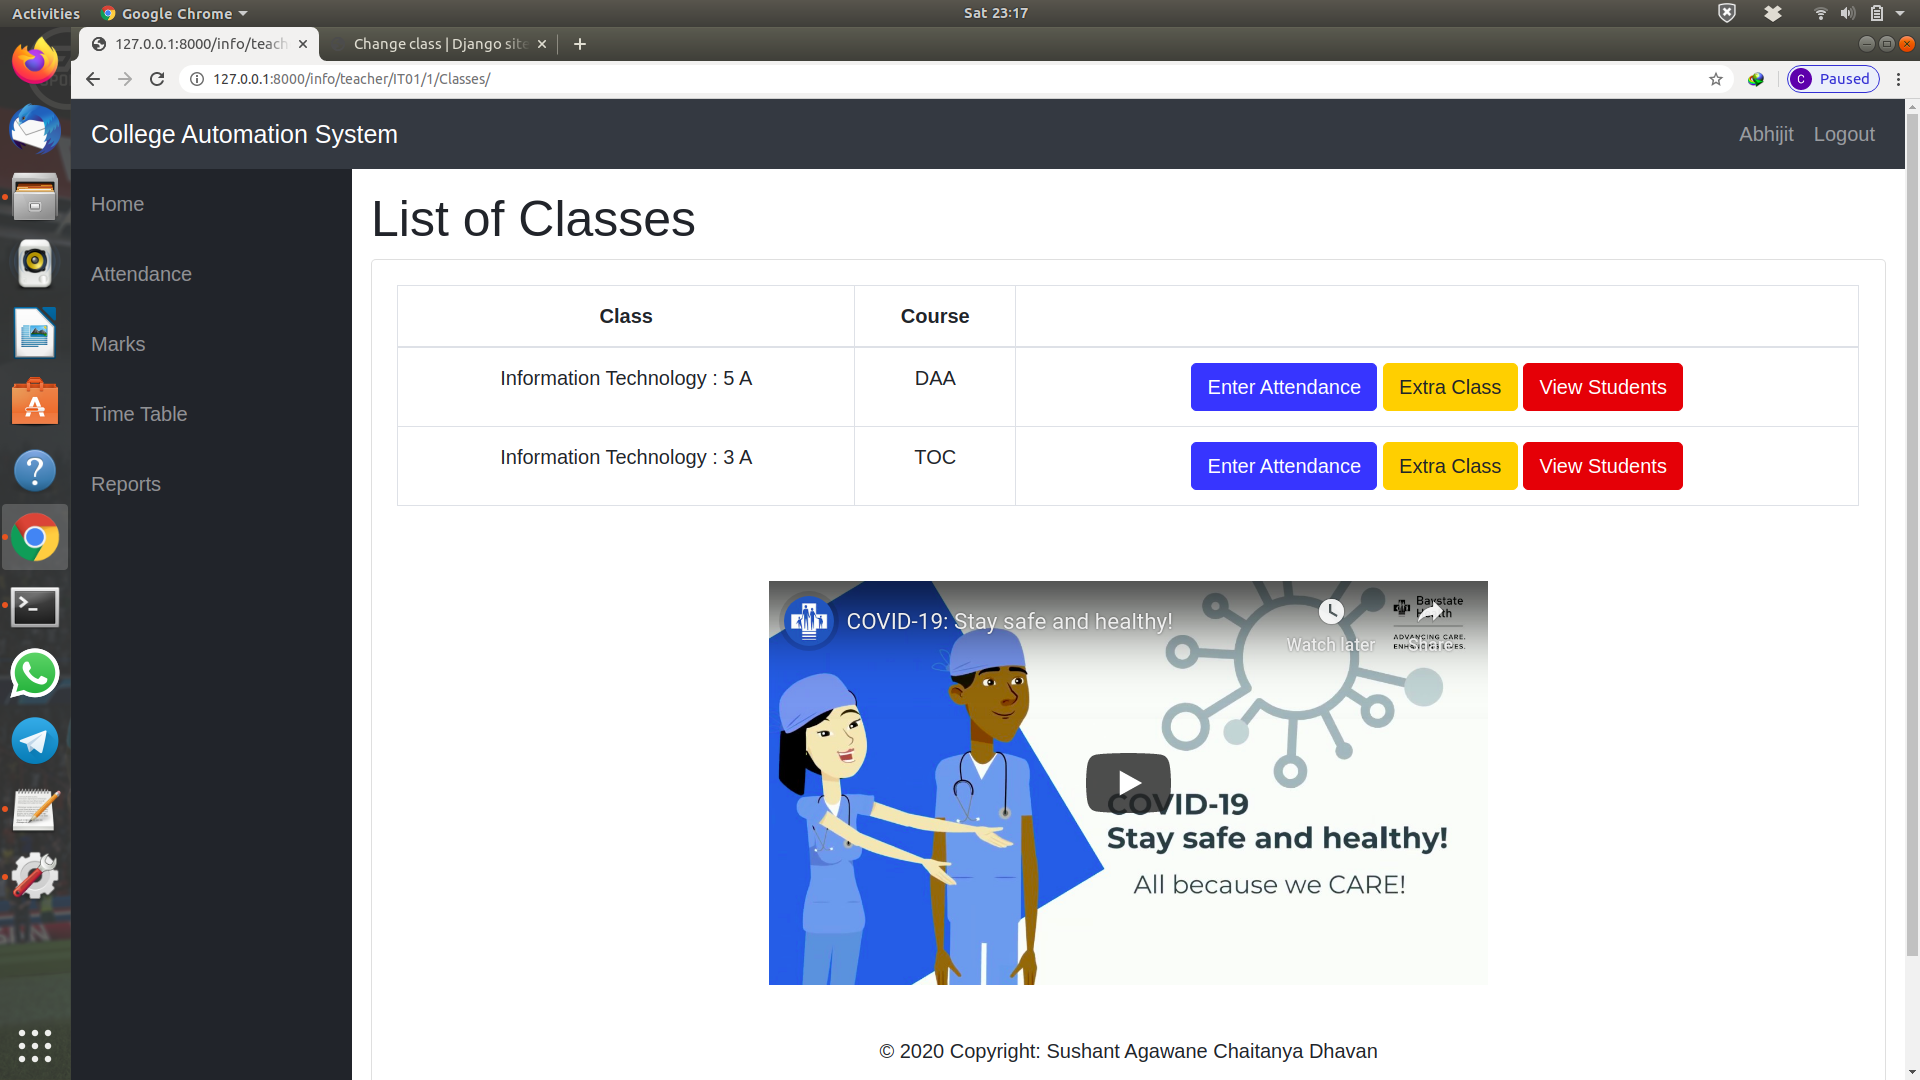 Activities Google Chrome Sat 23:17
127.0.0.1:8000/info/teach Change class | Django site
127.0.0.1:8000/info/teacher/IT01/1/Classes/ C Paused
College Automation System Abhijit Logout
Home
Attendance
Marks
Time Table
Reports
List of Classes
Class Course
Information Technology : 5 A DAA Enter Attendance Extra Class View Students
Information Technology : 3 A TOC Enter Attendance Extra Class View Students
COVID-19: Stay safe and healthy!
Watch later Share
Baystate
Health
ADVANCING CARE.
COVID-19
Stay safe and healthy!
All because we CARE!
© 2020 Copyright: Sushant Agawane Chaitanya Dhavan